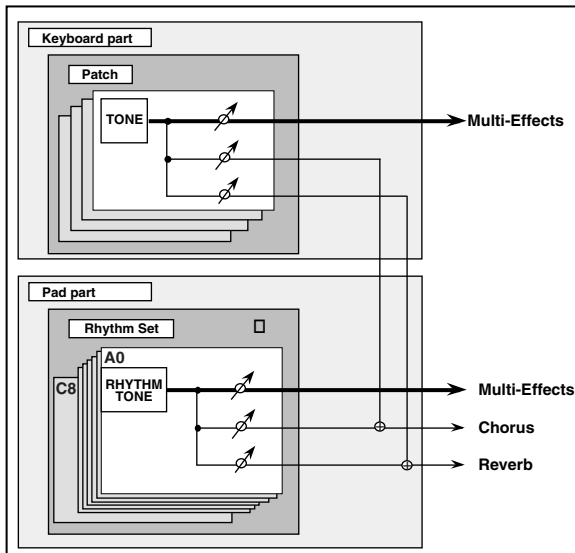 Keyboard part
Patch
TONE
Multi-Effects
Pad part
Rhythm Set
A0
C8
RHYTHM
TONE
Multi-Effects
Chorus
Reverb